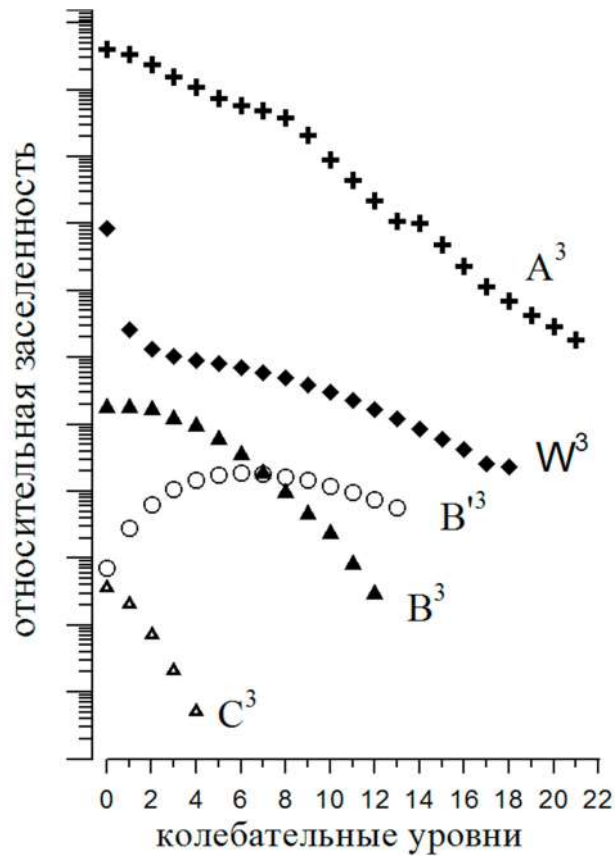 относительная заселенность
A³
W³
B'³
B³
C³
0 2 4 6 8 10 12 14 16 18 20 22
колебательные уровни